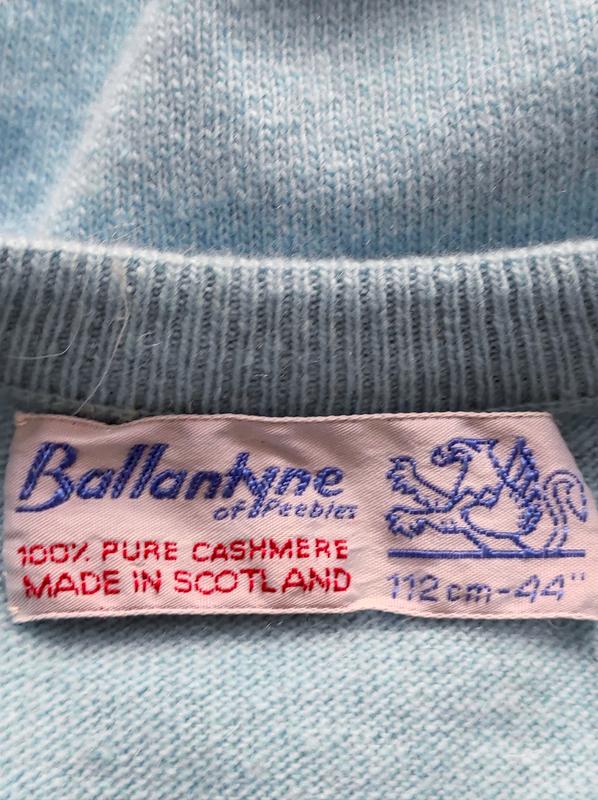 Ballantyne
of Peebles
100% PURE CASHMERE
MADE IN SCOTLAND
112 cm-44"